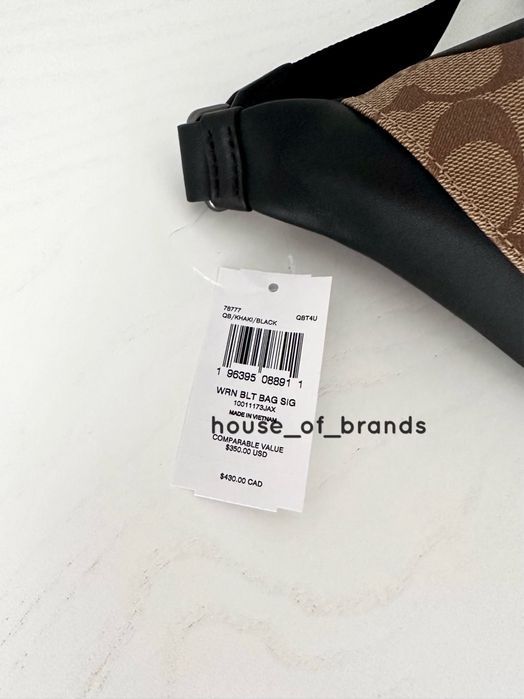 78777 QBT4U
QB/KHAKI/BLACK
1 96395 08891 1
WRN BLT BAG SIG
10011173JAX
MADE IN VIETNAM
house_of_brands
COMPARABLE VALUE
$350.00 USD
$430.00 CAD